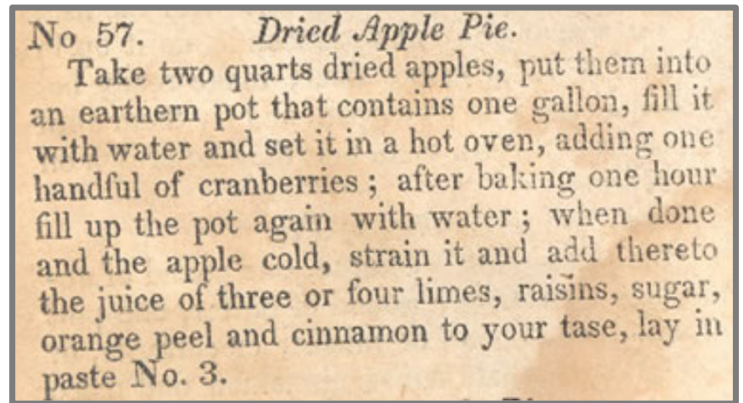 No 57. Dried Apple Pie.
Take two quarts dried apples, put them into
an earthern pot that contains one gallon, fill it
with water and set it in a hot oven, adding one
handful of cranberries ; after baking one hour
fill up the pot again with water ; when done
and the apple cold, strain it and add thereto
the juice of three or four limes, raisins, sugar,
orange peel and cinnamon to your tase, lay in
paste No. 3.